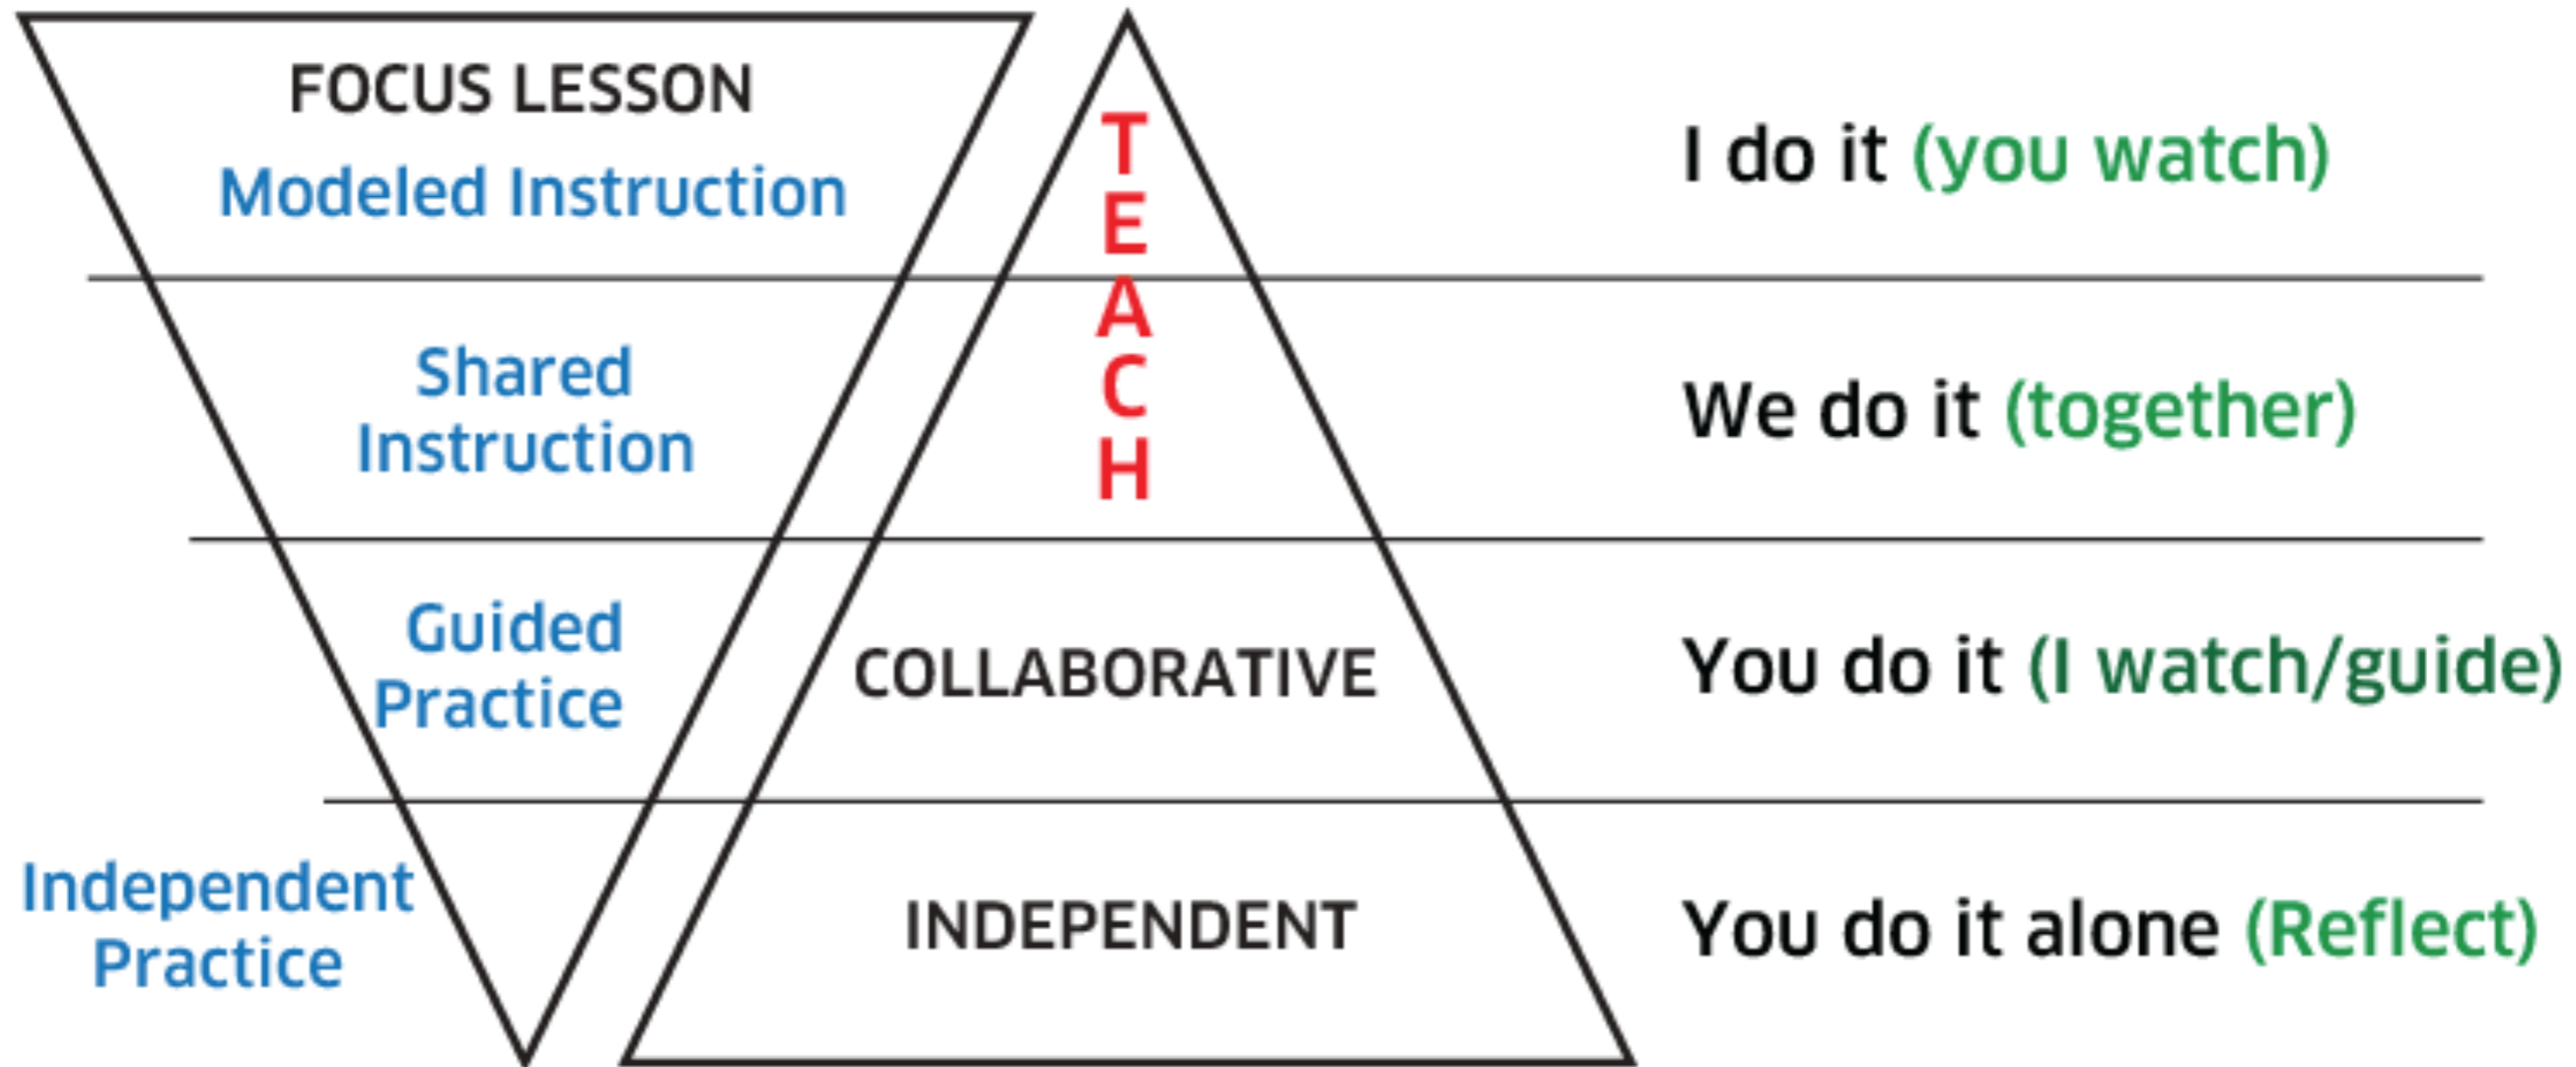 FOCUS LESSON
Modeled Instruction
TEACH
I do it (you watch)
Shared
Instruction
We do it (together)
Guided
Practice
COLLABORATIVE
You do it (I watch/guide)
Independent
Practice
INDEPENDENT
You do it alone (Reflect)